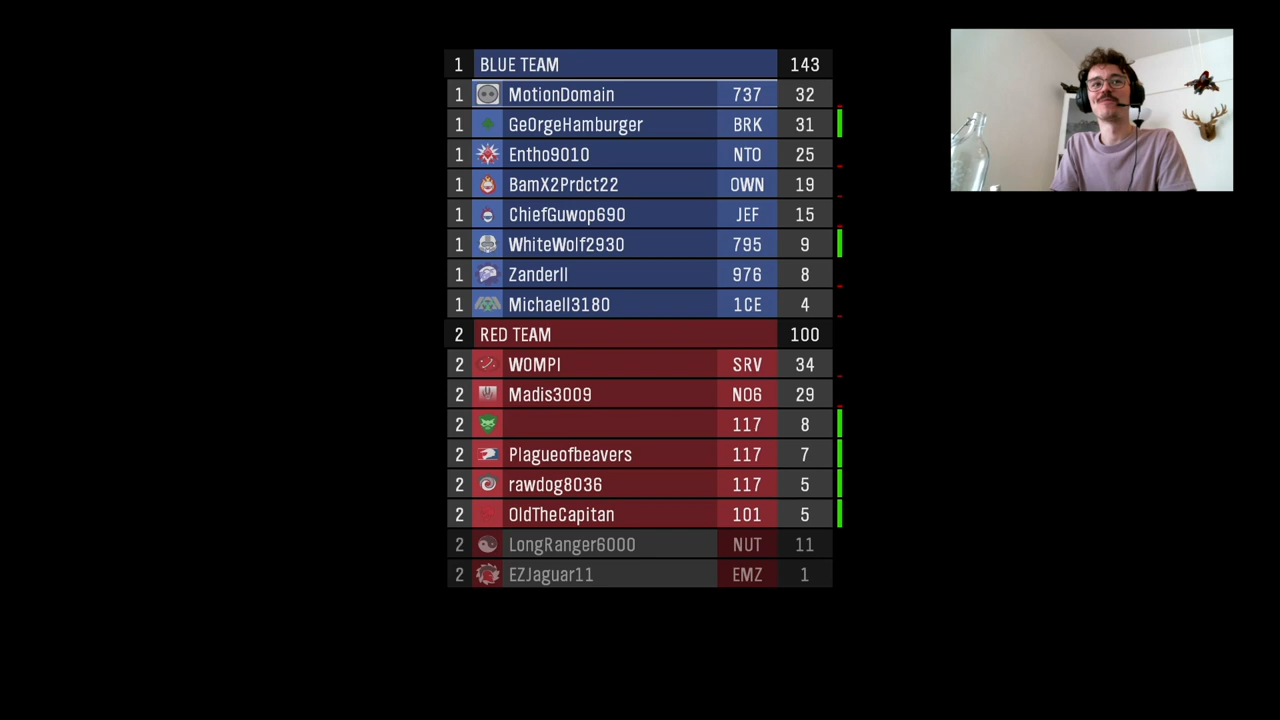 1 BLUE TEAM 143
1 MotionDomain 737 32
1 GeOrgeHamburger BRK 31
1 Entho9010 NTO 25
1 BamX2Prdct22 OWN 19
1 ChiefGuwop690 JEF 15
1 WhiteWolf2930 795 9
1 ZanderII 976 8
1 Michaell3180 1CE 4
2 RED TEAM 100
2 WOMPI SRV 34
2 Madis3009 NO6 29
2 117 8
2 Plagueofbeavers 117 7
2 rawdog8036 117 5
2 OldTheCapitan 101 5
2 LongRanger6000 NUT 11
2 EZJaguar11 EMZ 1